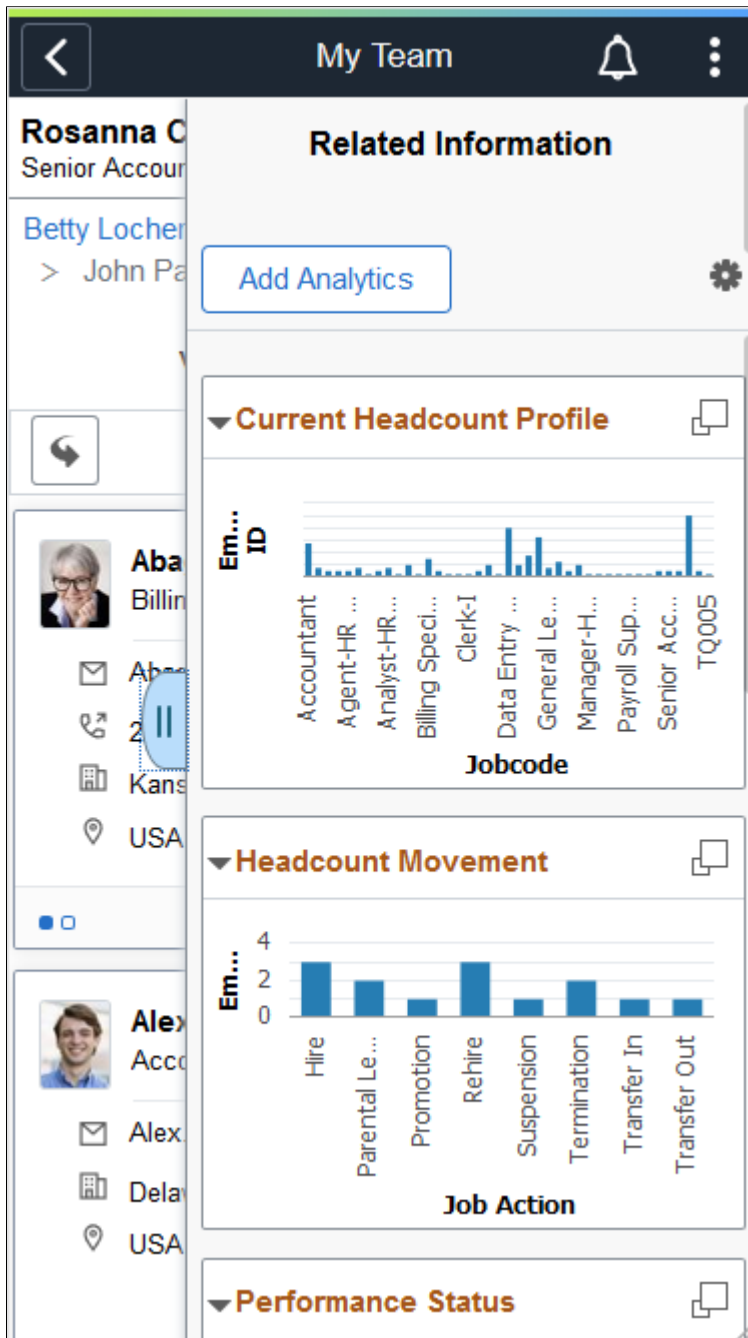 My Team
Rosanna C
Senior Accour
Betty Locher
> John Pa
Related Information
Add Analytics
Current Headcount Profile
Em...
ID
Accountant
Agent-HR ...
Analyst-HR...
Billing Speci...
Clerk-I
Data Entry ...
General Le...
Manager-H...
Payroll Sup...
Senior Acc...
TQ005
Jobcode
Aba
Billin
2
Kans
USA
Headcount Movement
Em...
4
2
0
Hire
Parental Le...
Promotion
Rehire
Suspension
Termination
Transfer In
Transfer Out
Job Action
Alex
Acco
Alex.
Delaw
USA
Performance Status